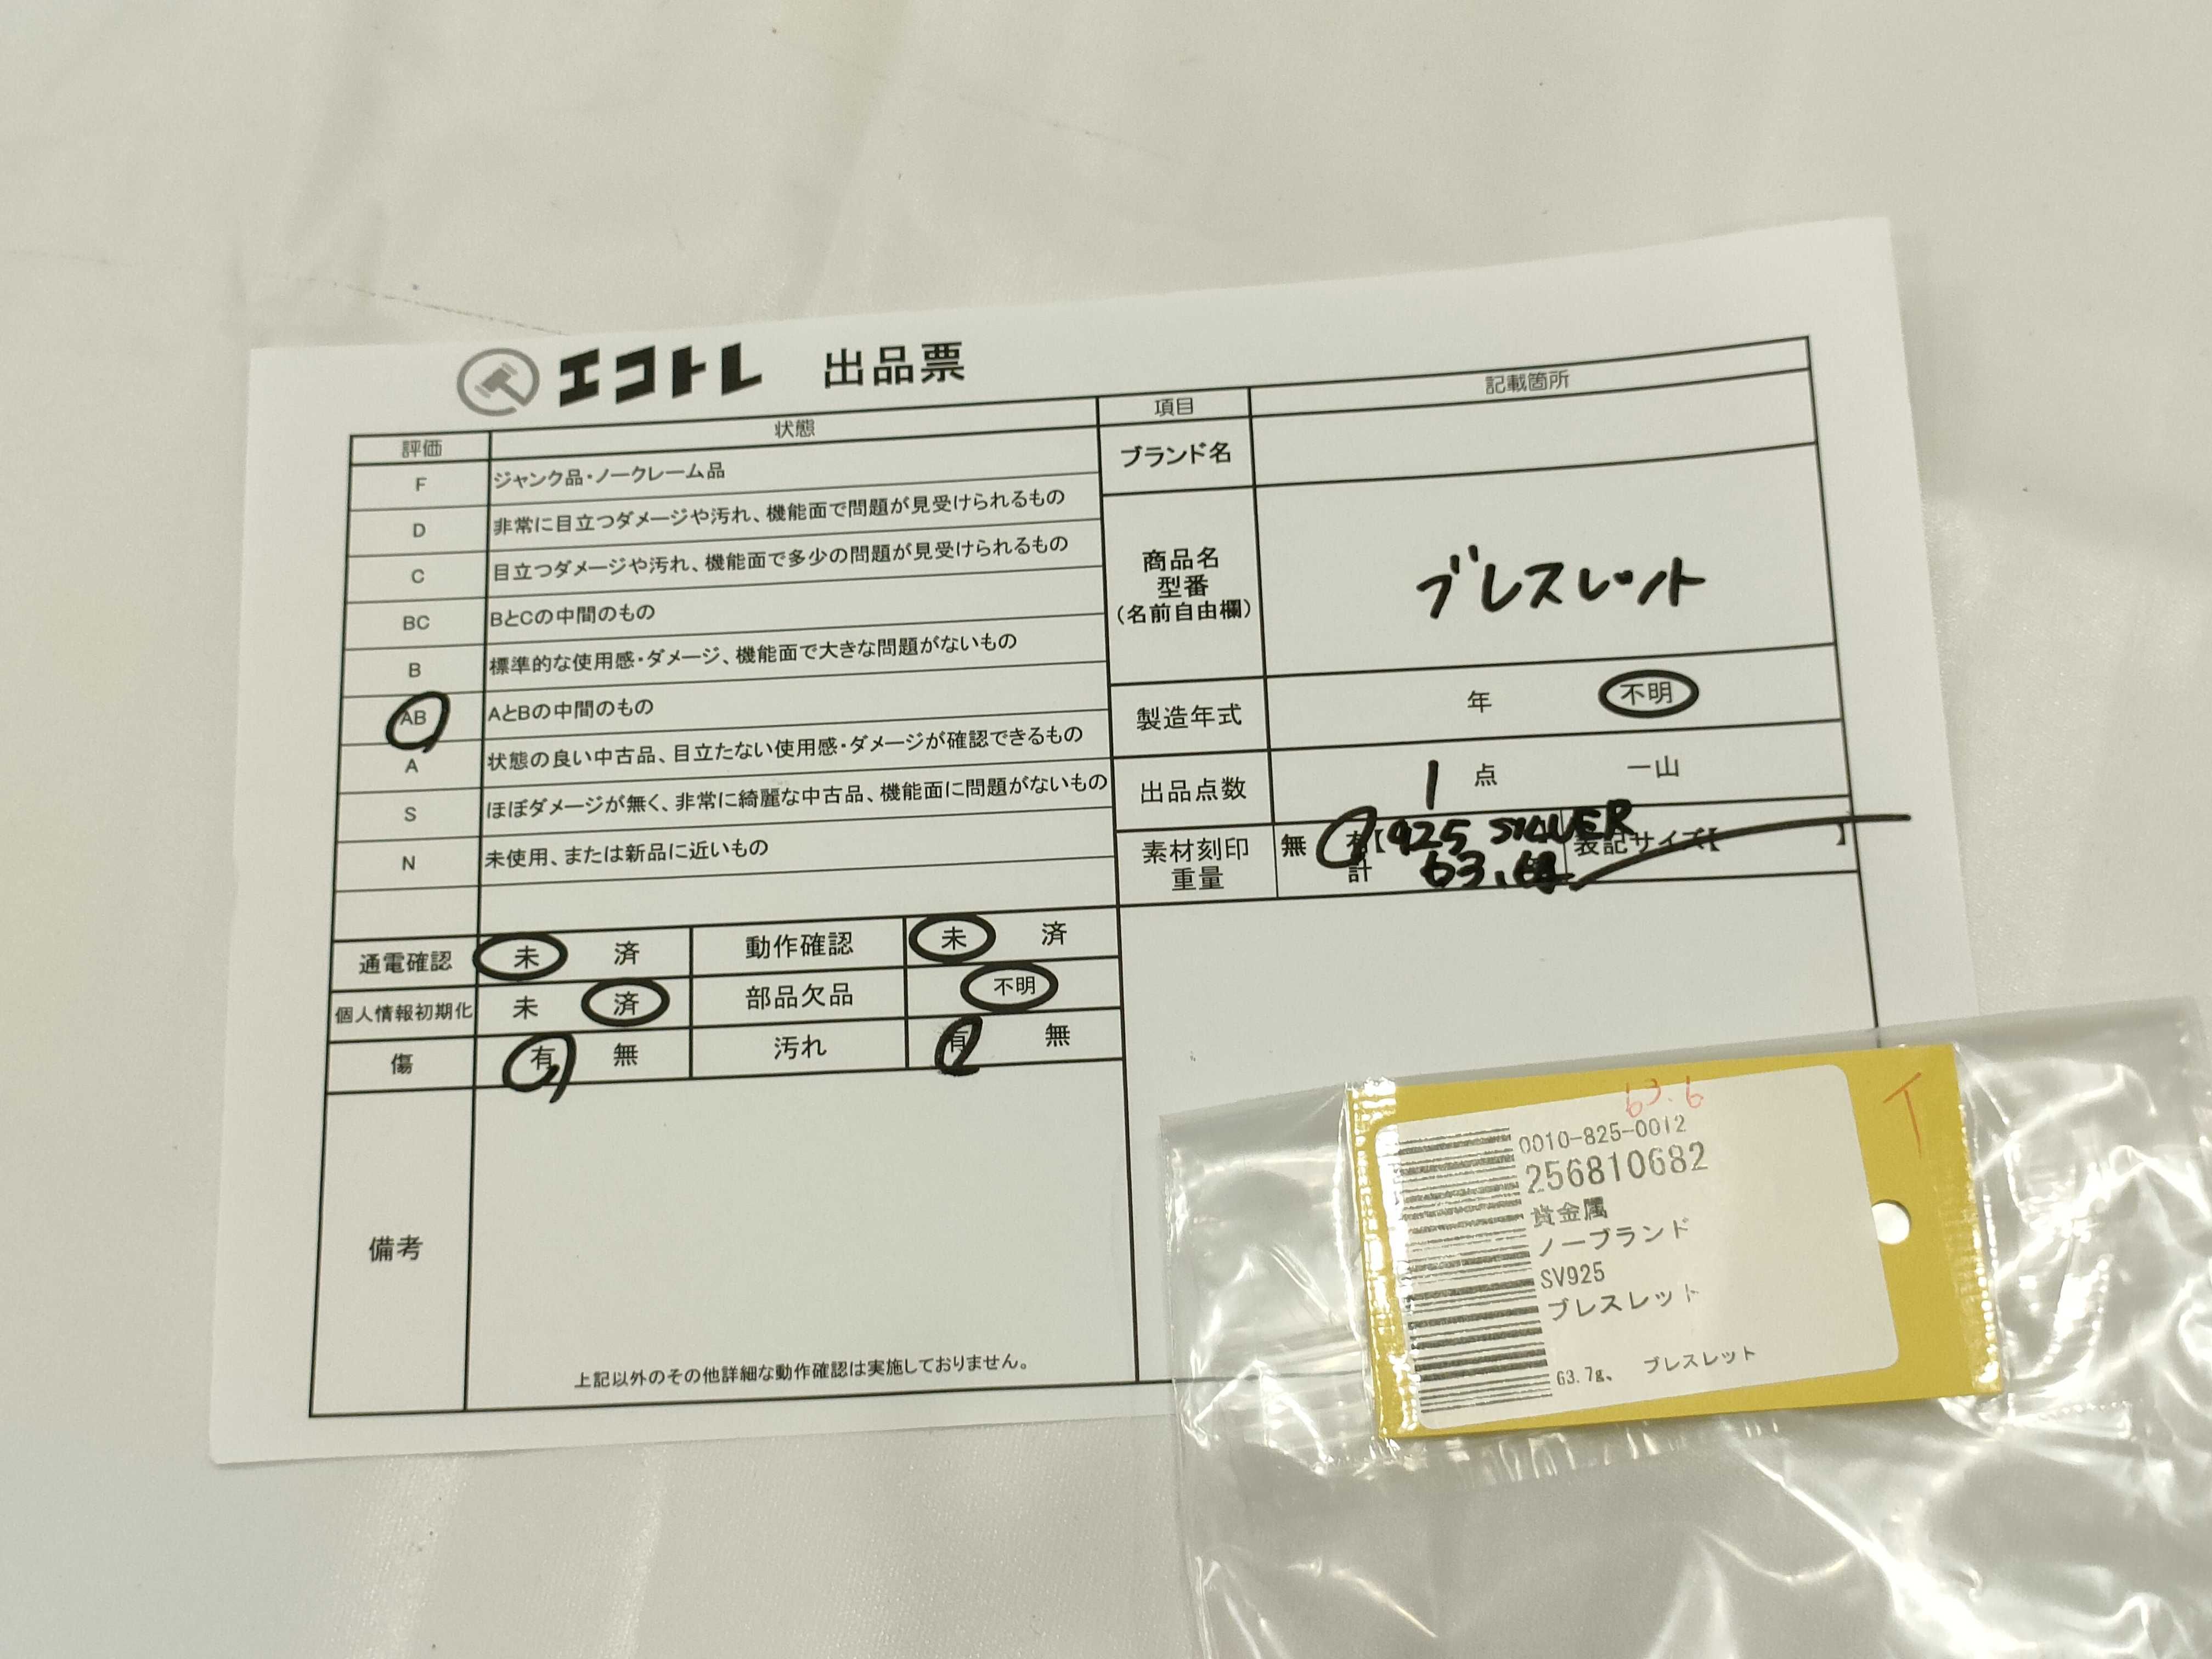 エコトレ 出品票
評価 状態
F ジャンク品・ノークレーム品
D 非常に目立つダメージや汚れ、機能面で問題が見受けられるもの
C 目立つダメージや汚れ、機能面で多少の問題が見受けられるもの
BC BとCの中間のもの
B 標準的な使用感・ダメージ、機能面で大きな問題がないもの
AB AとBの中間のもの
A 状態の良い中古品、目立たない使用感・ダメージが確認できるもの
S ほぼダメージが無く、非常に綺麗な中古品、機能面に問題がないもの
N 未使用、または新品に近いもの
項目 記載箇所
ブランド名
商品名
型番
(名前自由欄)
ブレスレット
製造年式 年 不明
出品点数 1 点 一山
素材刻印
重量
無 有【925 SILVER
計 63.6
表記サイズ【 】
通電確認 未 済 動作確認 未 済
個人情報初期化 未 済 部品欠品 不明
傷 有 無 汚れ 有 無
備考
上記以外のその他詳細な動作確認は実施しておりません。
63.6
0010-825-0012
256810682
貴金属
ノーブランド
SV925
ブレスレット
63.7g、 ブレスレット